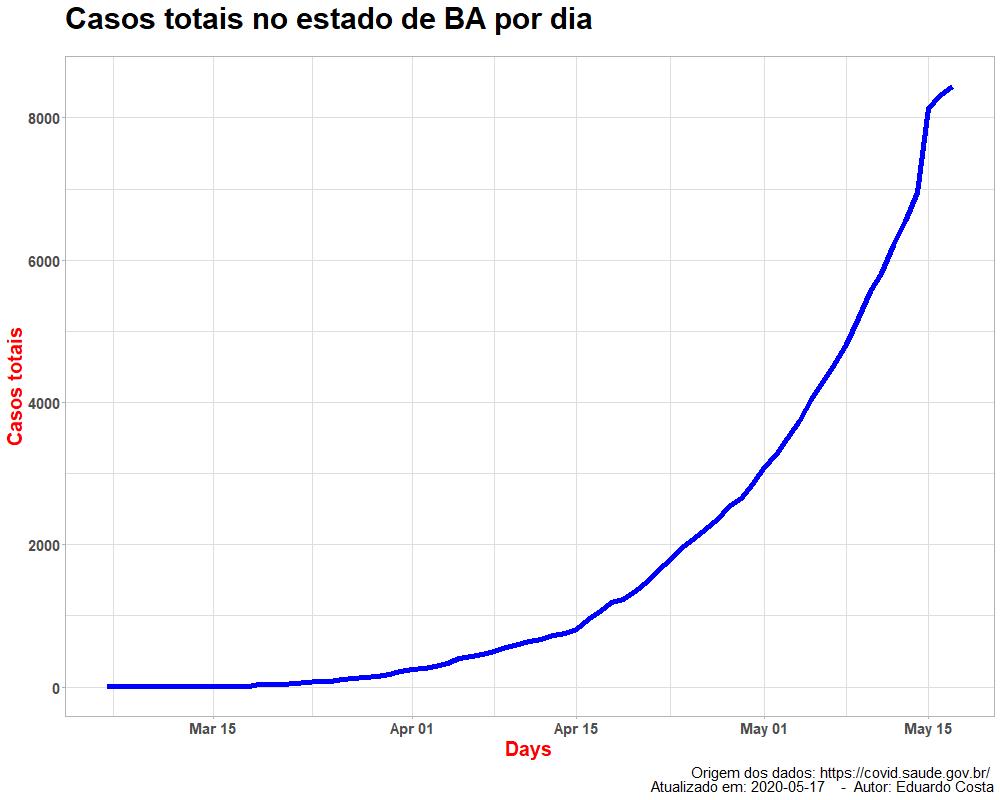 Casos totais no estado de BA por dia
Casos totais
8000
6000
4000
2000
0
Mar 15
Apr 01
Apr 15
May 01
May 15
Days
Origem dos dados: https://covid.saude.gov.br/
Atualizado em: 2020-05-17 - Autor: Eduardo Costa